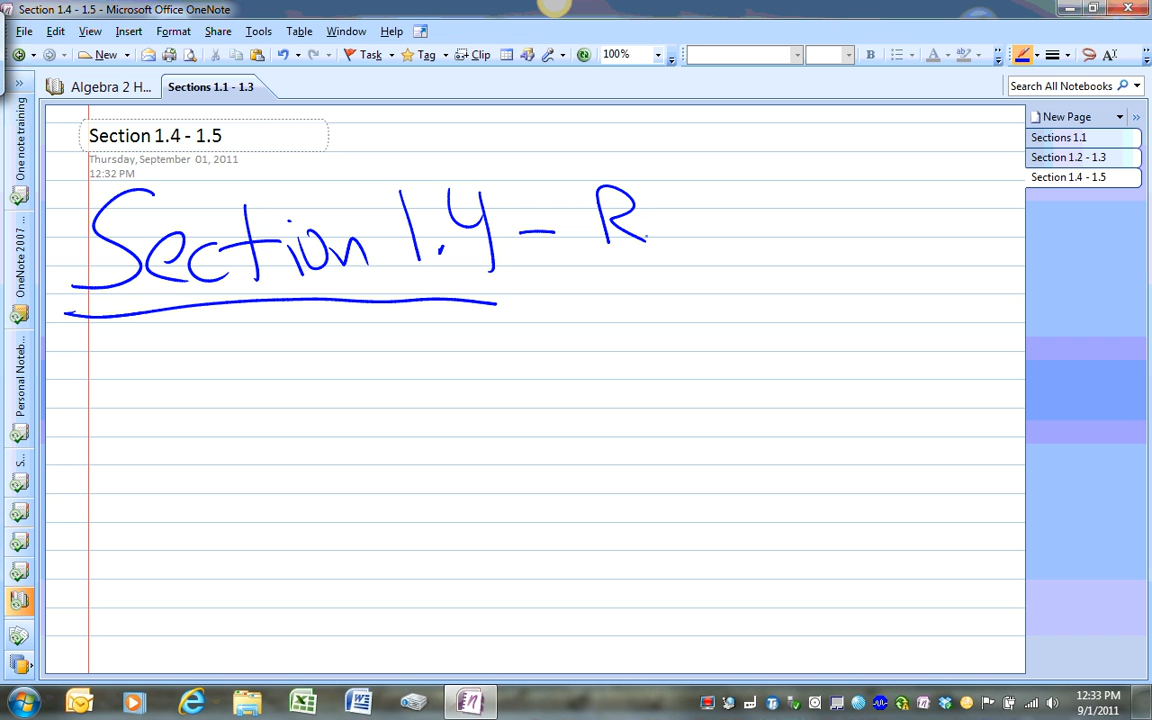 Section 1.4 - 1.5 - Microsoft Office OneNote
File Edit View Insert Format Share Tools Table Window Help
New Task Tag Clip 100% B A
Algebra 2 H... Sections 1.1 - 1.3 Search All Notebooks
Section 1.4 - 1.5
Thursday, September 01, 2011
12:32 PM
Section 1.4 - R
New Page
Sections 1.1
Section 1.2 - 1.3
Section 1.4 - 1.5
One note training
OneNote 2007 ...
Personal Noteb...
S...
12:33 PM
9/1/2011